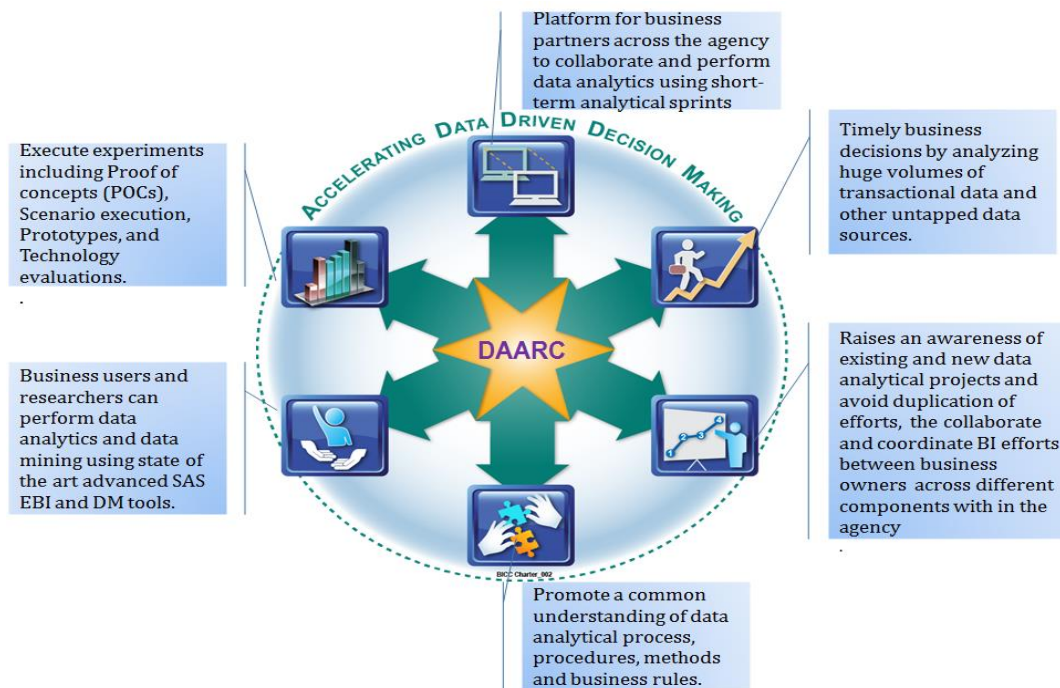 Platform for business
partners across the agency
to collaborate and perform
data analytics using short-
term analytical sprints
ACCELERATING DATA DRIVEN DECISION MAKING
Execute experiments
including Proof of
concepts (POCs),
Scenario execution,
Prototypes, and
Technology
evaluations.
.
Timely business
decisions by analyzing
huge volumes of
transactional data and
other untapped data
sources.
DAARC
Business users and
researchers can
perform data
analytics and data
mining using state of
the art advanced SAS
EBI and DM tools.
Raises an awareness of
existing and new data
analytical projects and
avoid duplication of
efforts, the collaborate
and coordinate BI efforts
between business
owners across different
components with in the
agency
.
1 2 3 4
BICC Charter_002
Promote a common
understanding of data
analytical process,
procedures, methods
and business rules.